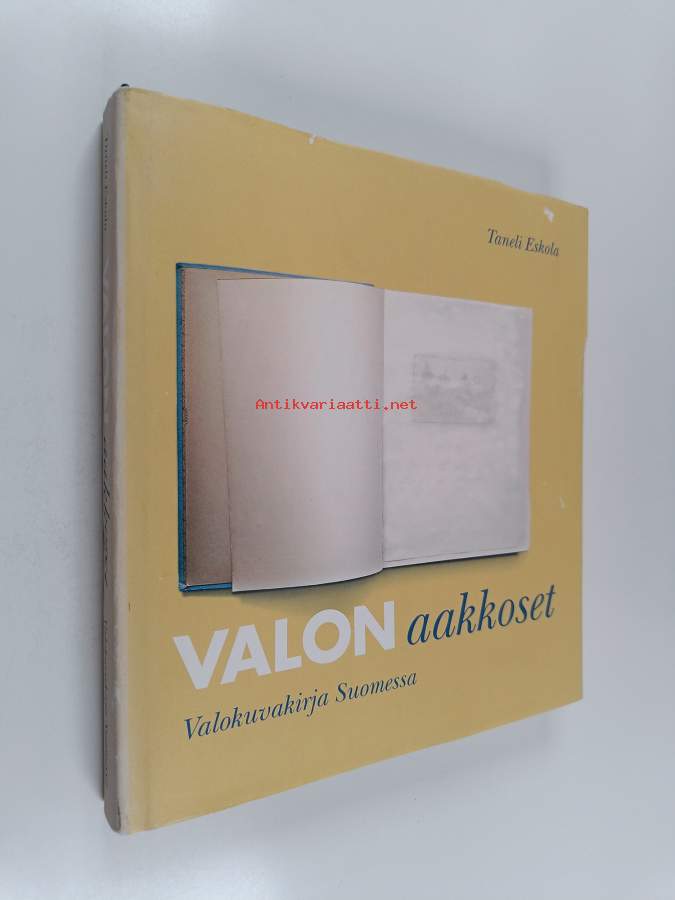 Taneli Eskola
Antikvariaatti.net
VALON aakkoset
Valokuvakirja Suomessa